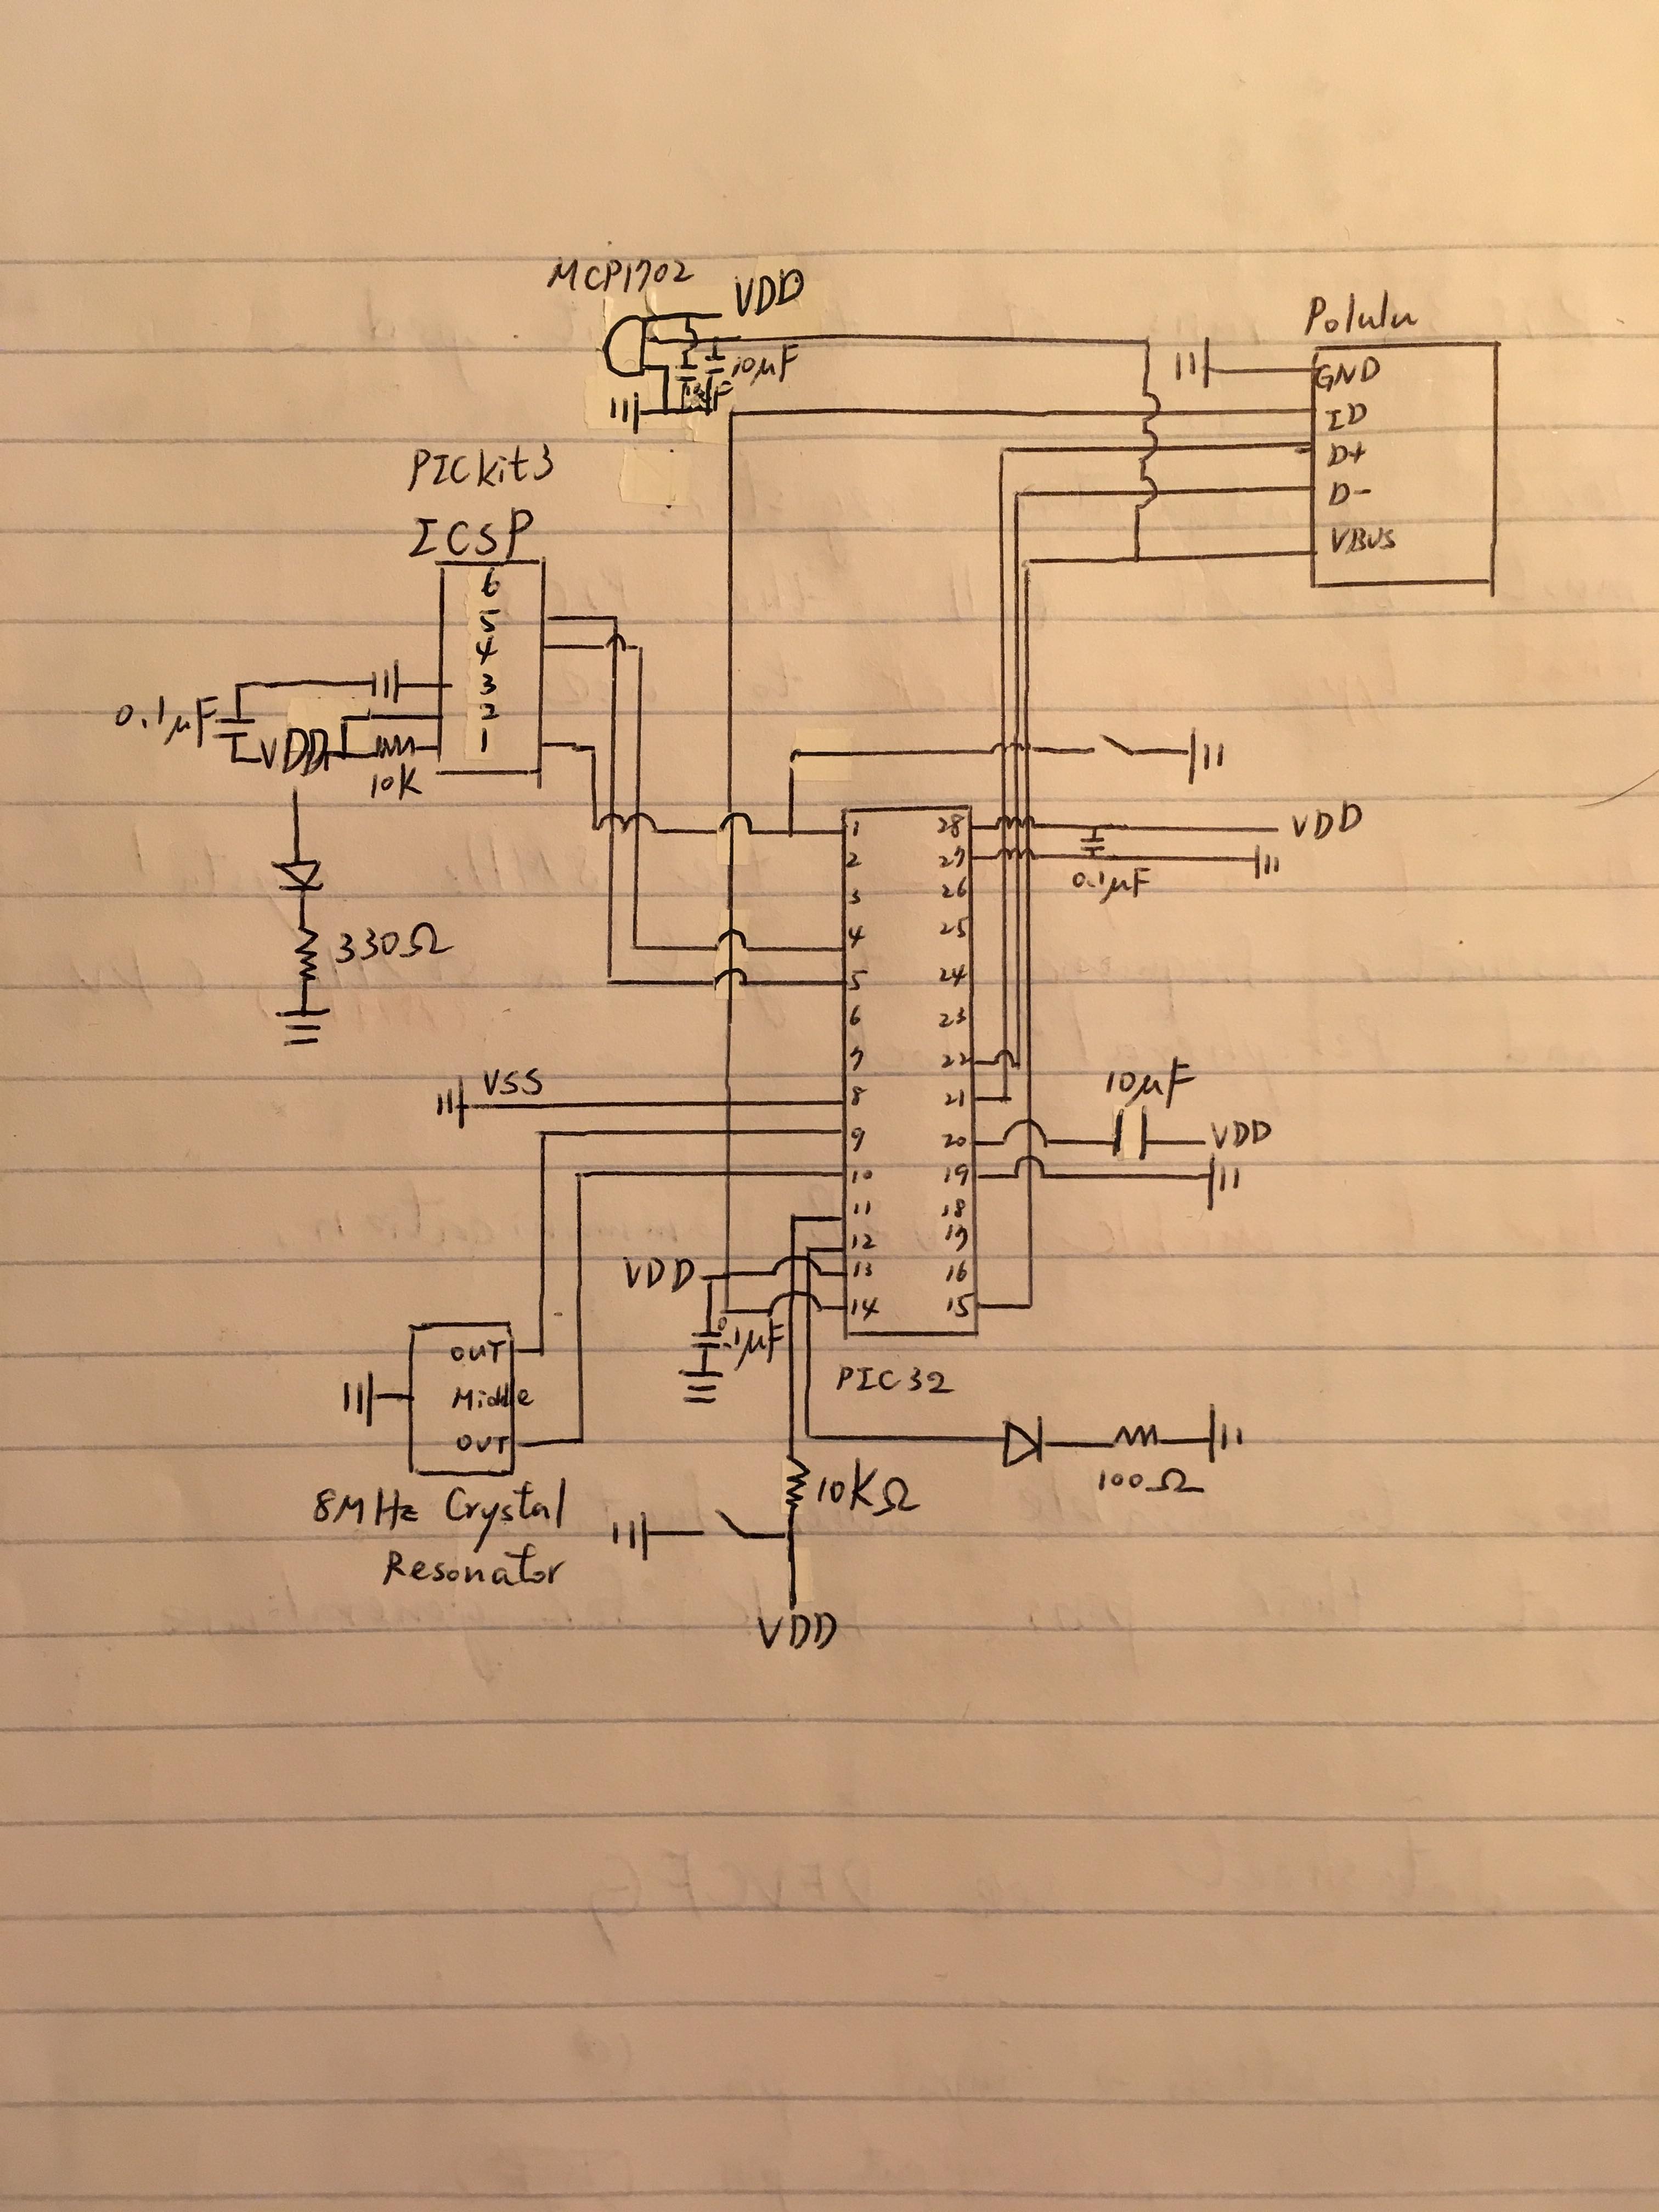 MCP1702
VDD
10µF
Polulu
GND
ID
D+
D-
VBUS
PICkit3
ICSP
6
5
4
3
2
1
0.1µF
VDD
10K
330Ω
1
2
3
4
5
6
7
8
9
10
11
12
13
14
28
27
26
25
24
23
22
21
20
19
18
17
16
15
VDD
0.1µF
VSS
10µF
VDD
VDD
0.1µF
PIC32
OUT
Middle
OUT
8MHz Crystal
Resonator
100Ω
10KΩ
VDD